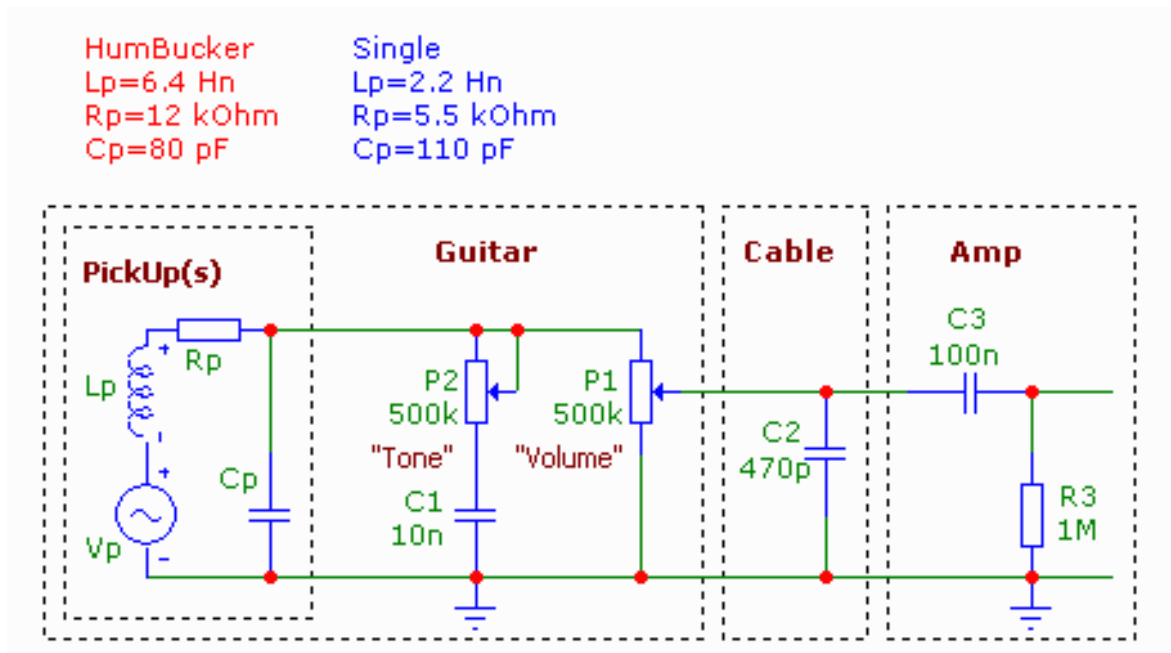 HumBucker
Lp=6.4 Hn
Rp=12 kOhm
Cp=80 pF
Single
Lp=2.2 Hn
Rp=5.5 kOhm
Cp=110 pF
Guitar
Cable
Amp
PickUp(s)
Rp
+
Lp
-
+
Vp
-
Cp
P2
500k
"Tone"
C1
10n
P1
500k
"Volume"
C2
470p
C3
100n
R3
1M